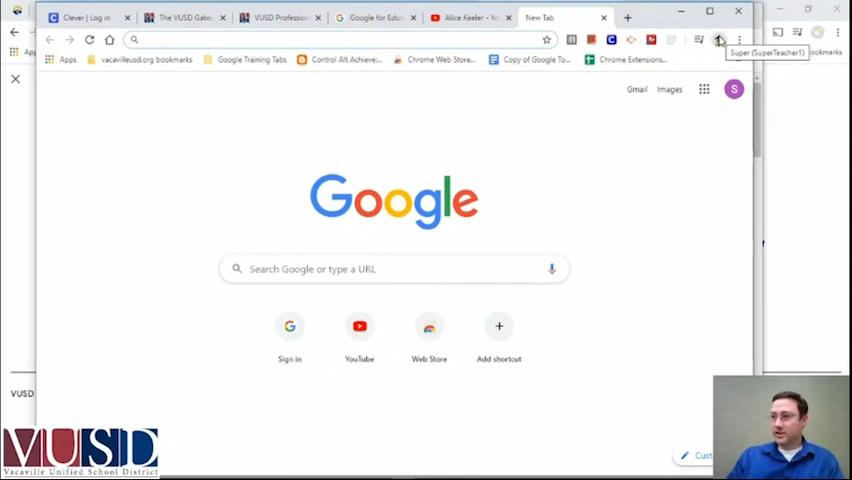 Clever | Log in
The VUSD Gatew
VUSD Profession
Google for Educ
Alice Keeler - Yo
New Tab
Super (SuperTeacher1)
Apps
vacavilleusd.org bookmarks
Google Training Tabs
Control Alt Achieve:...
Chrome Web Store...
Copy of Google To...
Chrome Extensions...
bookmarks
Gmail
Images
S
Google
Search Google or type a URL
Sign in
YouTube
Web Store
Add shortcut
VUSD
Custo
VUSD
Vacaville Unified School District